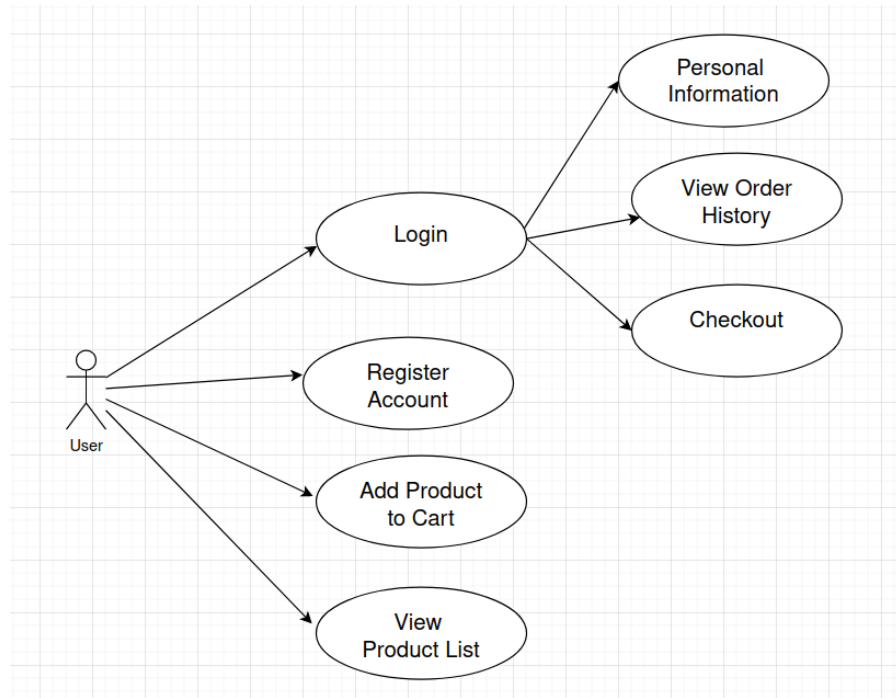 Personal
Information
View Order
History
Login
Checkout
Register
Account
User
Add Product
to Cart
View
Product List